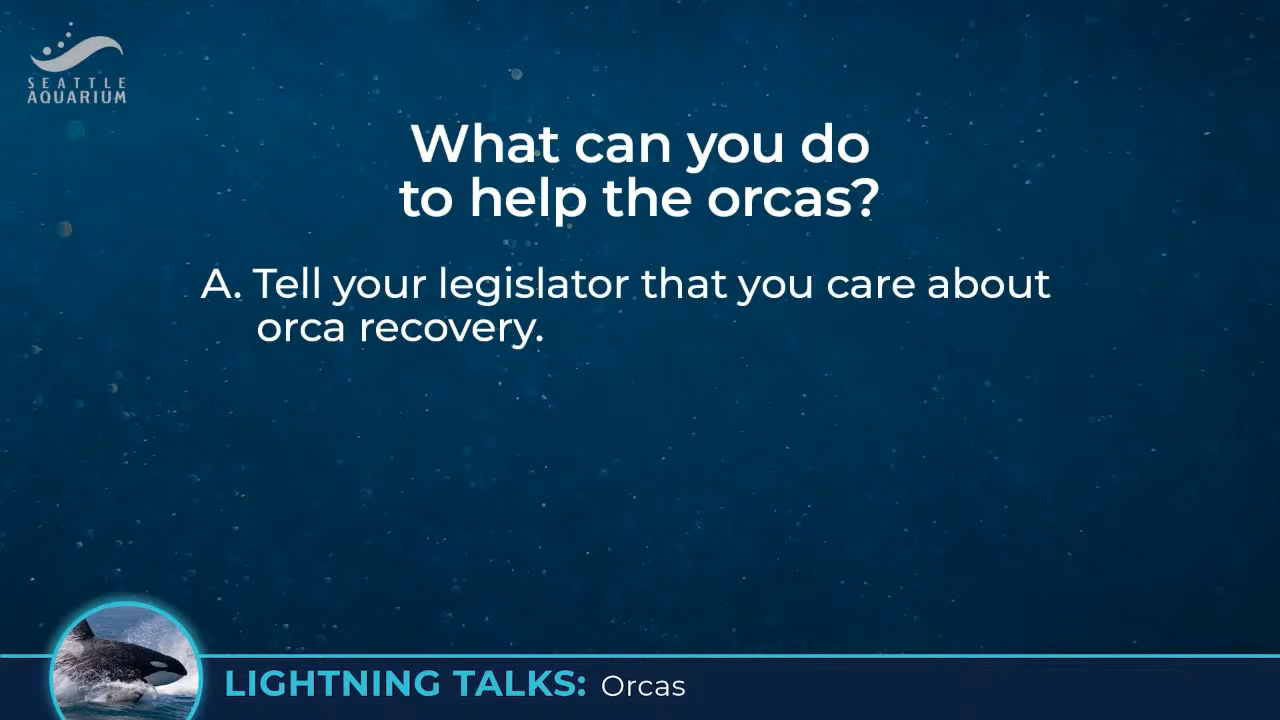 SEATTLE
AQUARIUM
What can you do
to help the orcas?
A. Tell your legislator that you care about
orca recovery.
LIGHTNING TALKS: Orcas